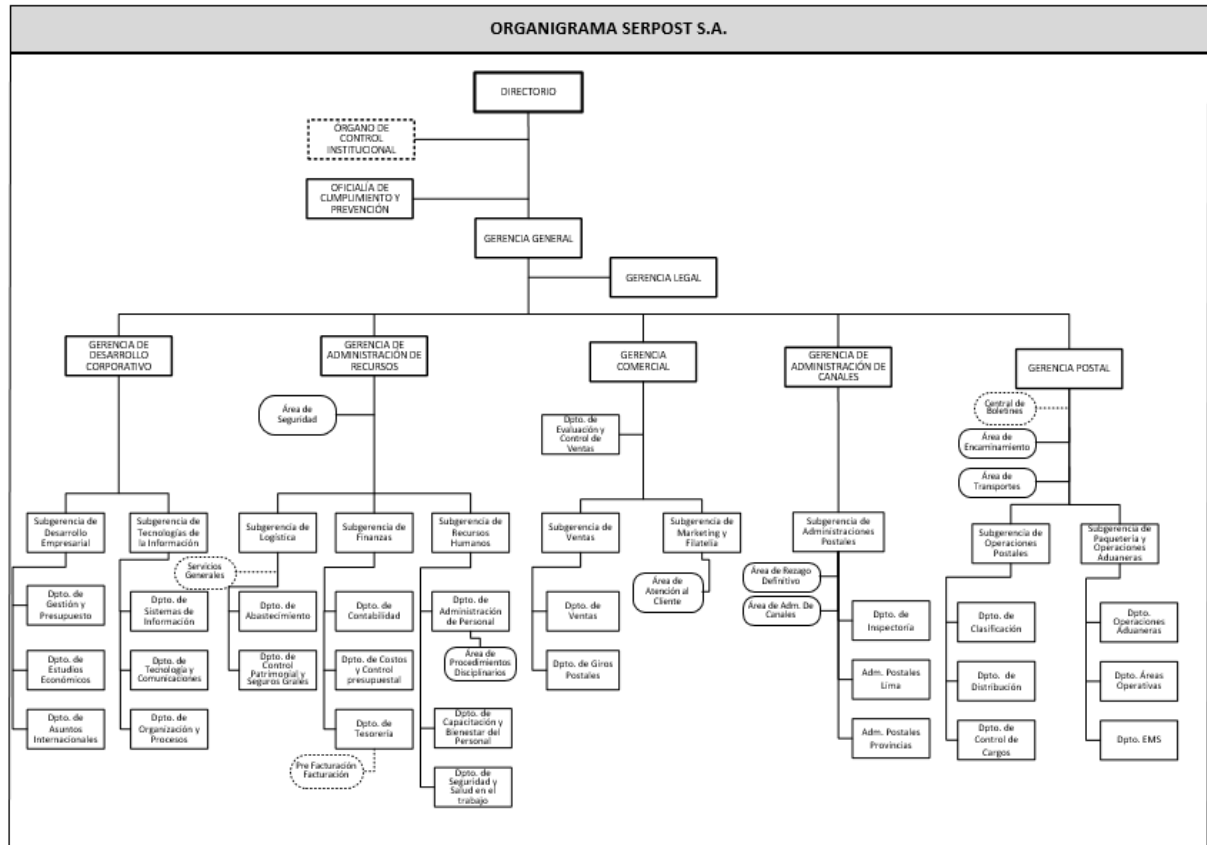 ORGANIGRAMA SERPOST S.A.
DIRECTORIO
ÓRGANO DE
CONTROL
INSTITUCIONAL
OFICIALÍA DE
CUMPLIMIENTO Y
PREVENCIÓN
GERENCIA GENERAL
GERENCIA LEGAL
GERENCIA DE
DESARROLLO
CORPORATIVO
GERENCIA DE
ADMINISTRACIÓN DE
RECURSOS
GERENCIA
COMERCIAL
GERENCIA DE
ADMINISTRACIÓN DE
CANALES
GERENCIA POSTAL
Área de
Seguridad
Dpto. de
Evaluación y
Control de
Ventas
Central de
Boletines
Área de
Encaminamiento
Área de
Transportes
Subgerencia de
Desarrollo
Empresarial
Subgerencia de
Tecnologías de
la Información
Subgerencia de
Logística
Subgerencia de
Finanzas
Subgerencia de
Recursos
Humanos
Subgerencia de
Ventas
Subgerencia de
Marketing y
Filatelia
Subgerencia de
Administraciones
Postales
Subgerencia de
Operaciones
Postales
Subgerencia de
Paquetería y
Operaciones
Aduaneras
Servicios
Generales
Área de
Atención al
Cliente
Área de Rezago
Definitivo
Área de Adm. De
Canales
Dpto. de
Gestión y
Presupuesto
Dpto. de
Sistemas de
Información
Dpto. de
Abastecimiento
Dpto. de
Contabilidad
Dpto. de
Administración
de Personal
Dpto. de
Ventas
Dpto. de
Inspectoría
Dpto. de
Clasificación
Dpto.
Operaciones
Aduaneras
Dpto. de
Estudios
Económicos
Dpto. de
Tecnología y
Comunicaciones
Dpto. de
Control
Patrimonial y
Seguros Grales
Dpto. de Costos
y Control
presupuestal
Área de
Procedimientos
Disciplinarios
Dpto. de Giros
Postales
Adm. Postales
Lima
Dpto. de
Distribución
Dpto. Áreas
Operativas
Dpto. de
Asuntos
Internacionales
Dpto. de
Organización y
Procesos
Dpto. de
Tesorería
Dpto. de
Capacitación y
Bienestar del
Personal
Adm. Postales
Provincias
Dpto. de
Control de
Cargos
Dpto. EMS
Pre Facturación
Facturación
Dpto. de
Seguridad y
Salud en el
trabajo